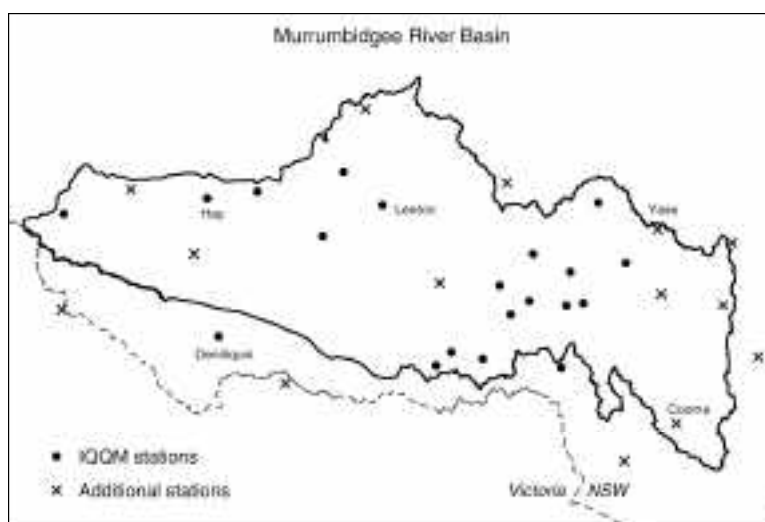 Murrumbidgee River Basin
Yass
Hay
Leeton
Deniliquin
Cooma
IQQM stations
Additional stations
Victoria NSW